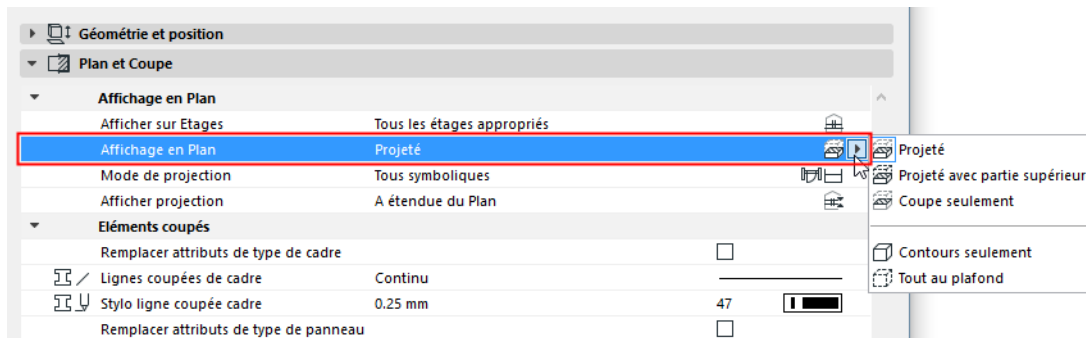 Géométrie et position
Plan et Coupe
Affichage en Plan
Afficher sur Etages Tous les étages appropriés
Affichage en Plan Projeté
Mode de projection Tous symboliques
Afficher projection A étendue du Plan
Eléments coupés
Remplacer attributs de type de cadre
Lignes coupées de cadre Continu
Stylo ligne coupée cadre 0.25 mm 47
Remplacer attributs de type de panneau
Projeté
Projeté avec partie supérieur
Coupe seulement
Contours seulement
Tout au plafond